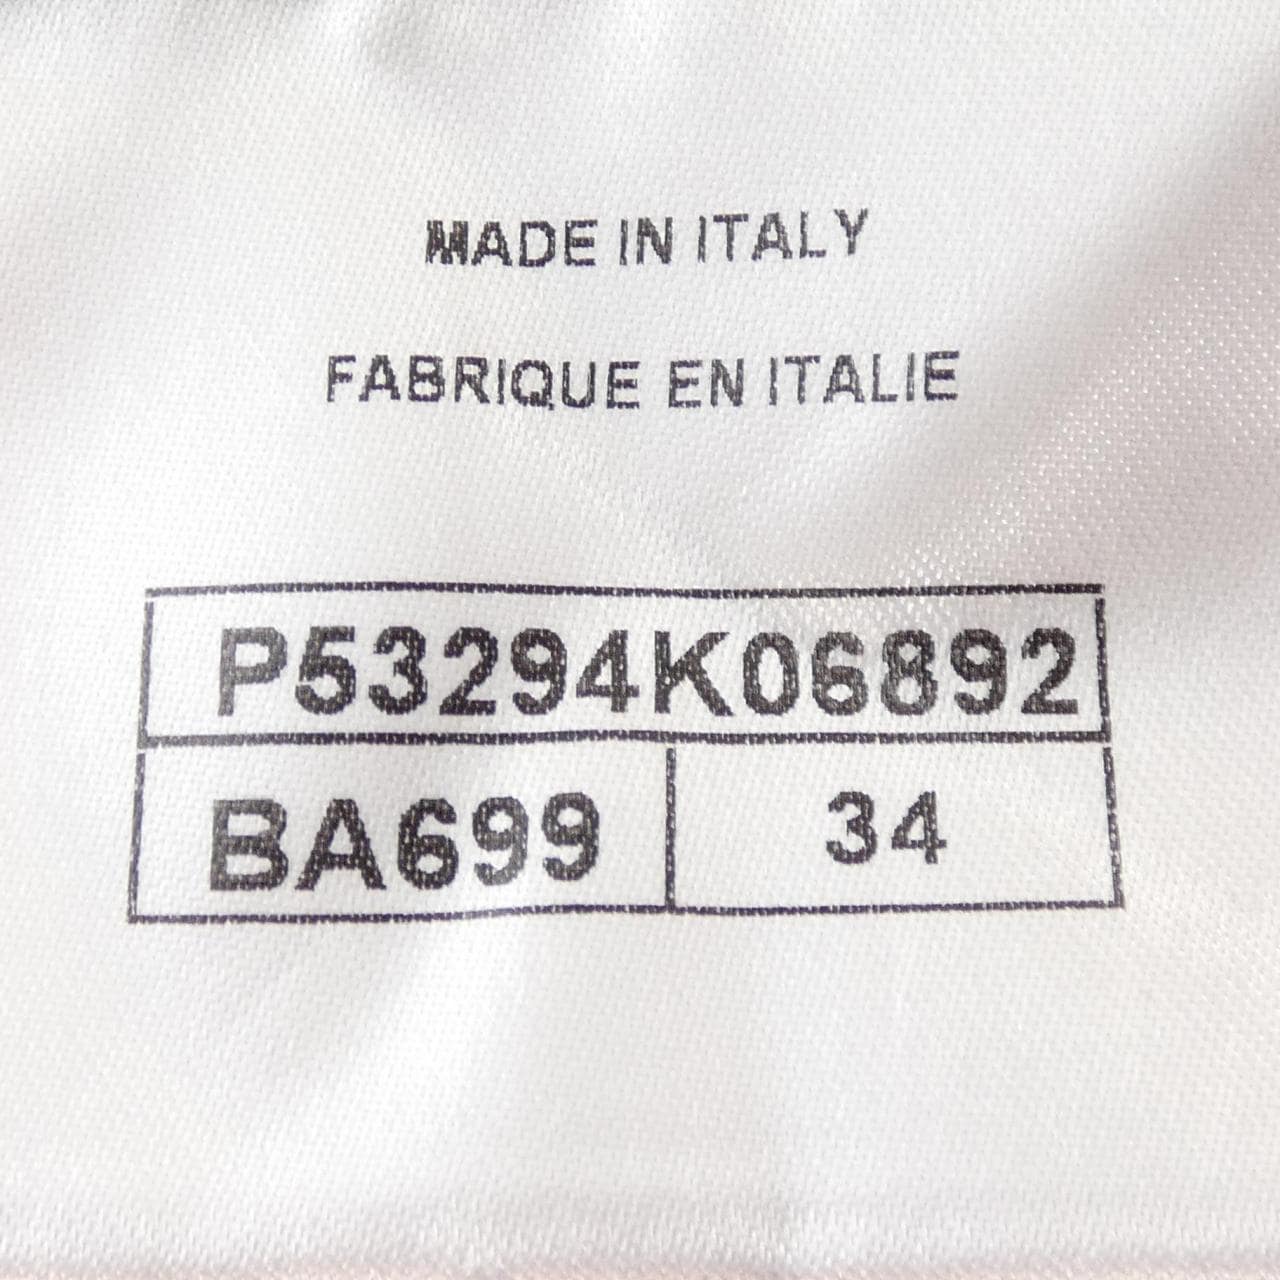 MADE IN ITALY
FABRIQUE EN ITALIE
P53294K06892
BA699 34